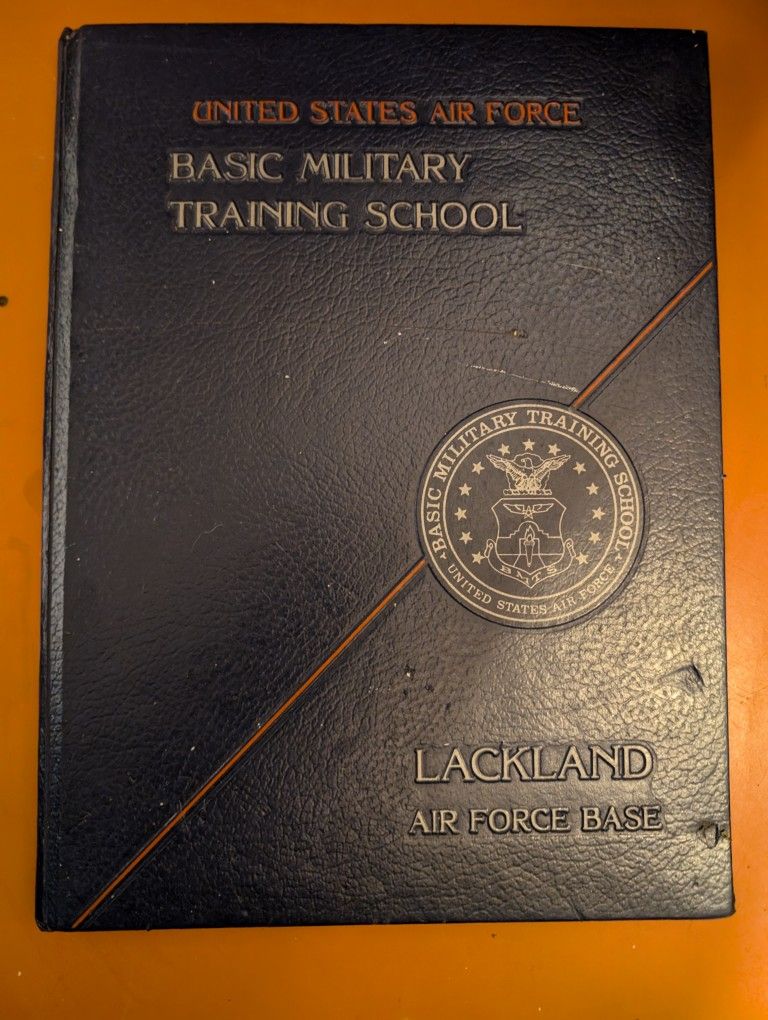 UNITED STATES AIR FORCE
BASIC MILITARY
TRAINING SCHOOL
BASIC MILITARY TRAINING SCHOOL
BMTS
UNITED STATES AIR FORCE
LACKLAND
AIR FORCE BASE